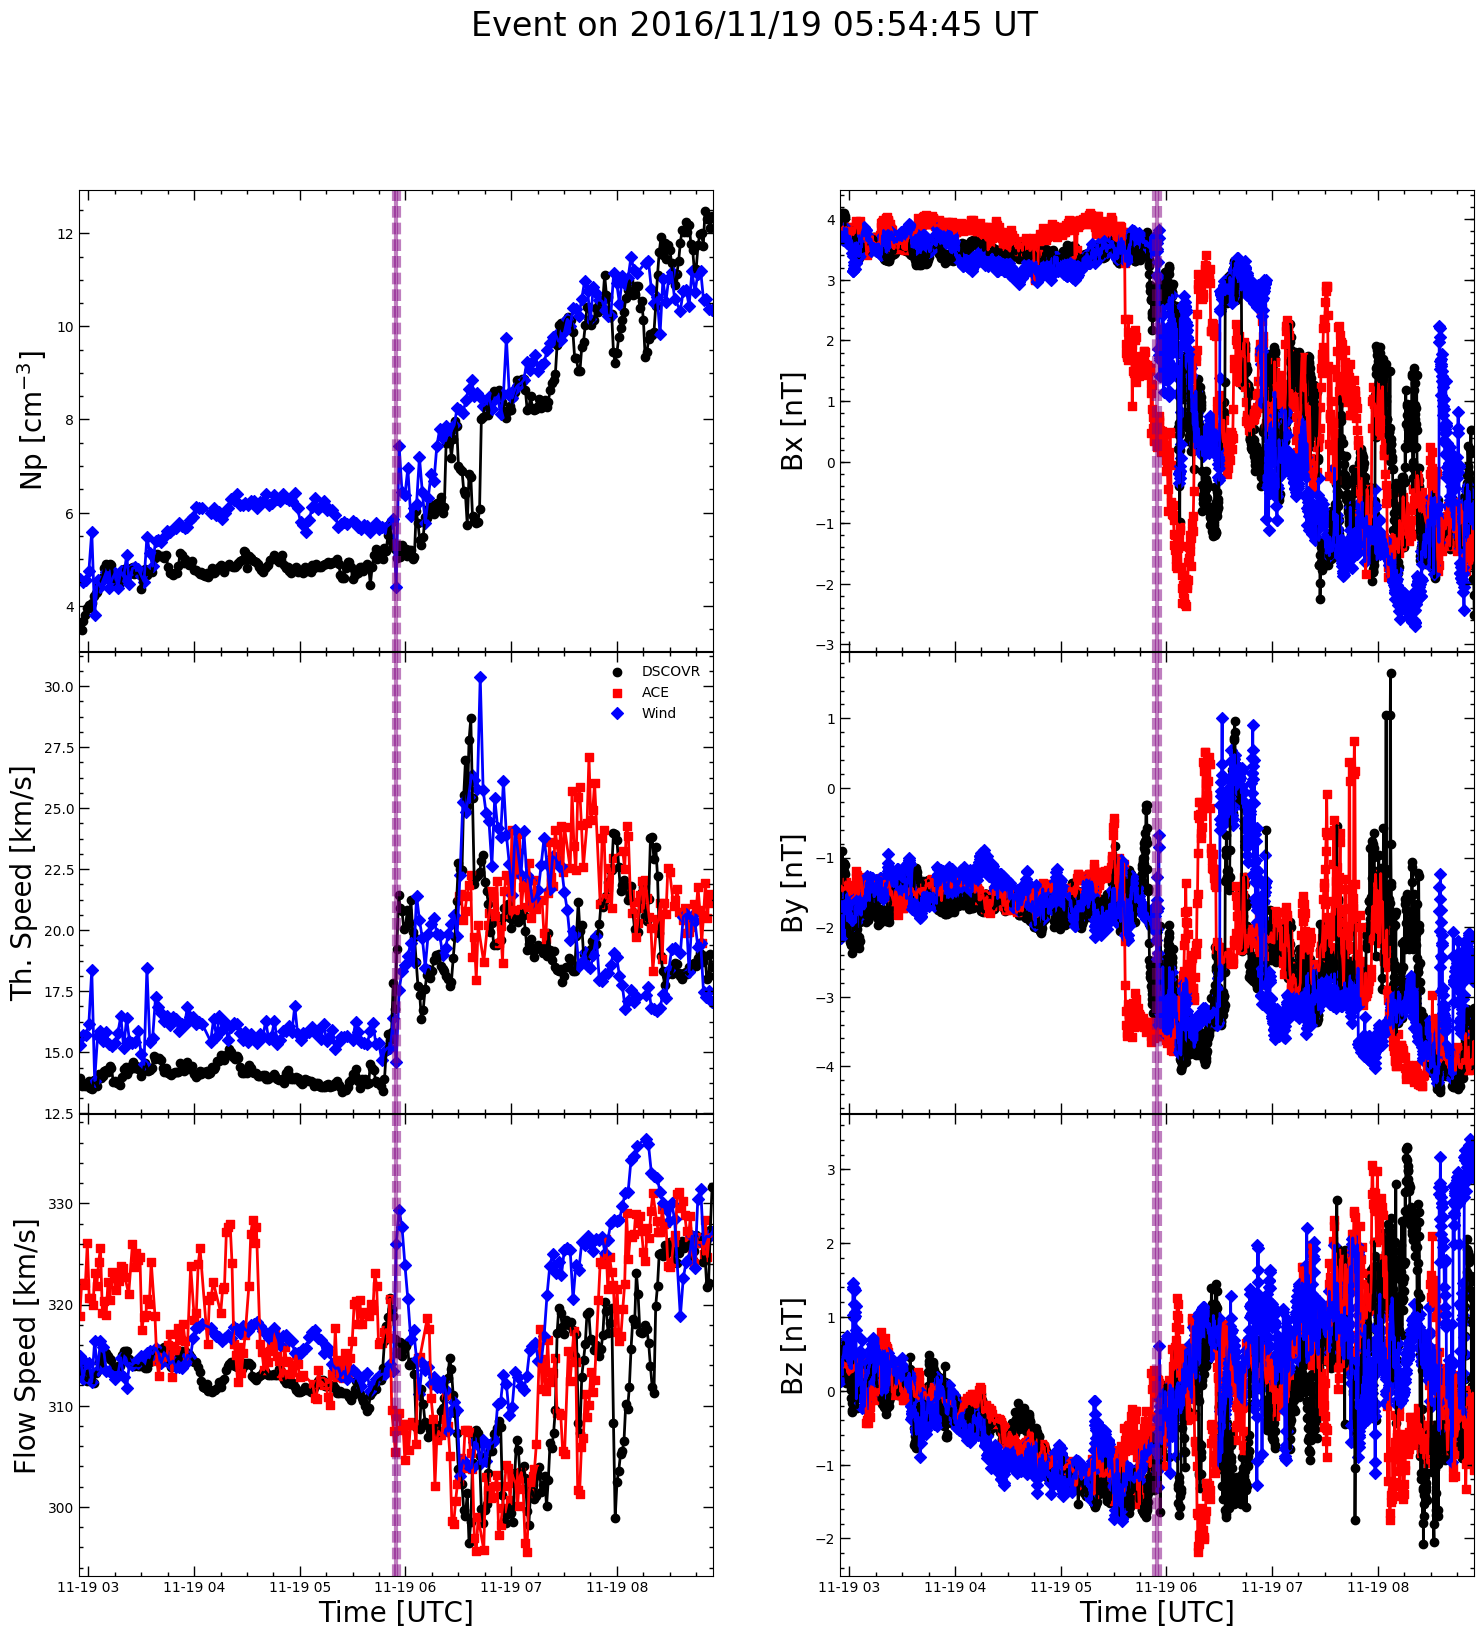 Event on 2016/11/19 05:54:45 UT
Np [cm⁻³]
12
10
8
6
4
Bx [nT]
4
3
2
1
0
−1
−2
−3
Th. Speed [km/s]
30.0
27.5
25.0
22.5
20.0
17.5
15.0
12.5
DSCOVR
ACE
Wind
By [nT]
1
0
−1
−2
−3
−4
Flow Speed [km/s]
330
320
310
300
Bz [nT]
3
2
1
0
−1
−2
11-19 03 11-19 04 11-19 05 11-19 06 11-19 07 11-19 08
Time [UTC]
11-19 03 11-19 04 11-19 05 11-19 06 11-19 07 11-19 08
Time [UTC]